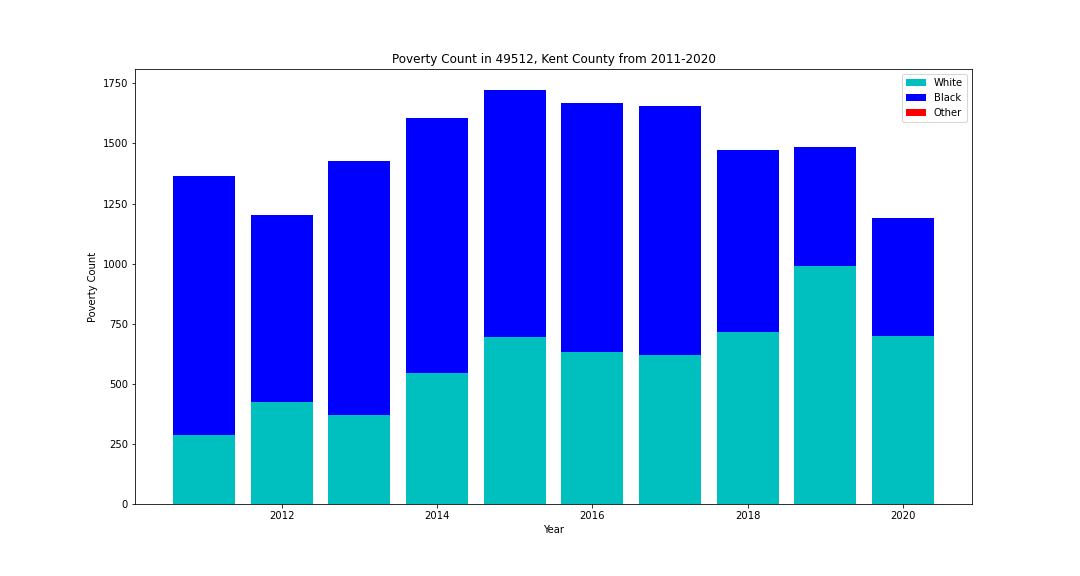 Poverty Count in 49512, Kent County from 2011-2020
White
Black
Other
1750
1500
1250
1000
750
500
250
0
Poverty Count
2012
2014
2016
2018
2020
Year